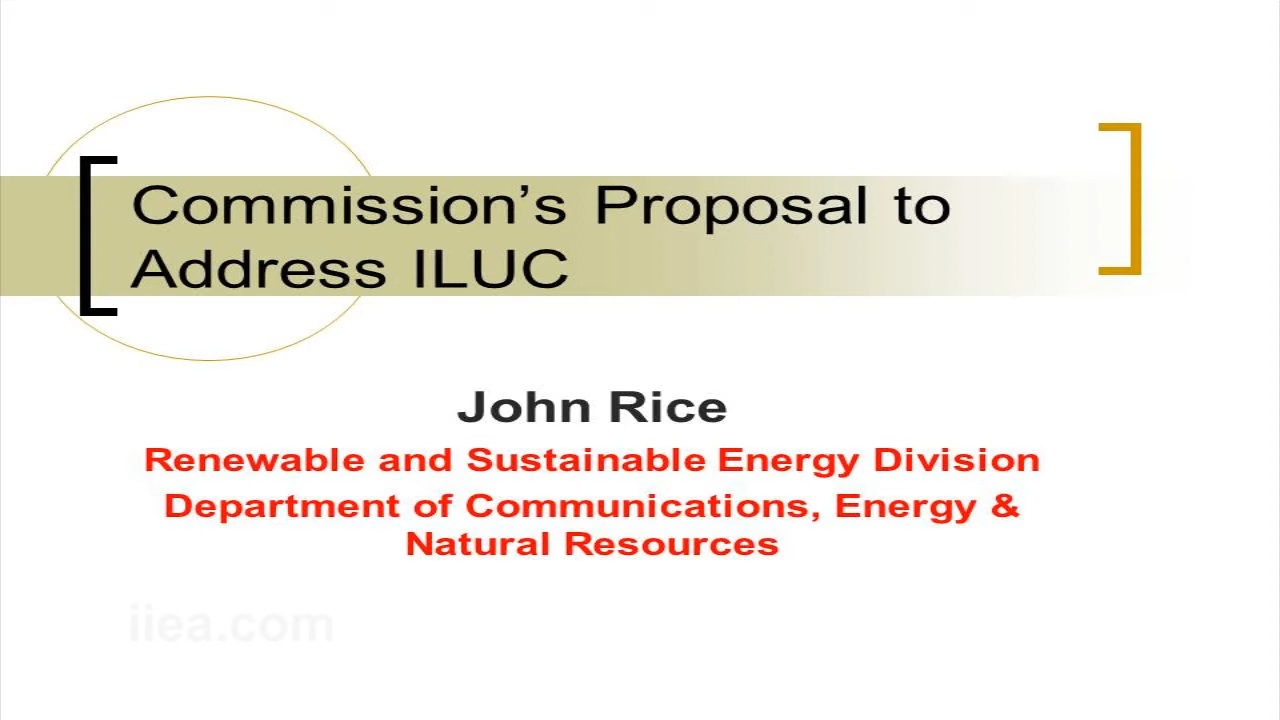 Commission’s Proposal to
Address ILUC
John Rice
Renewable and Sustainable Energy Division
Department of Communications, Energy &
Natural Resources
iiea.com